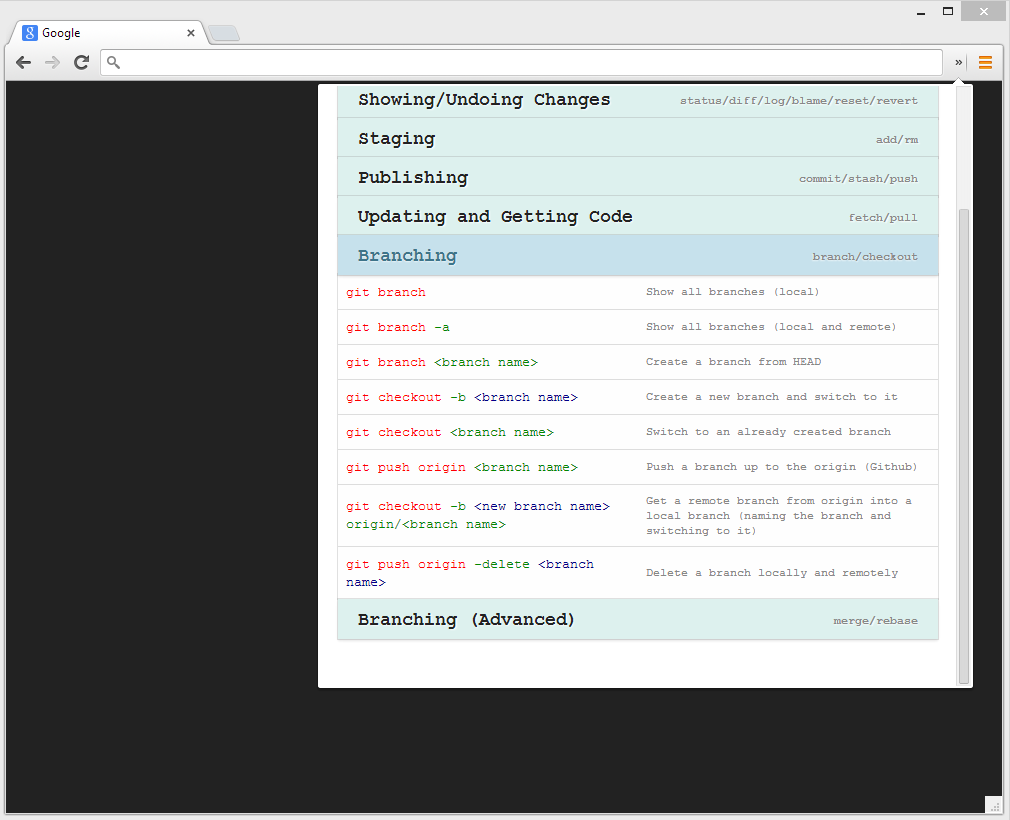 Google
Showing/Undoing Changes status/diff/log/blame/reset/revert
Staging add/rm
Publishing commit/stash/push
Updating and Getting Code fetch/pull
Branching branch/checkout
git branch Show all branches (local)
git branch -a Show all branches (local and remote)
git branch <branch name> Create a branch from HEAD
git checkout -b <branch name> Create a new branch and switch to it
git checkout <branch name> Switch to an already created branch
git push origin <branch name> Push a branch up to the origin (Github)
git checkout -b <new branch name>
origin/<branch name>
Get a remote branch from origin into a
local branch (naming the branch and
switching to it)
git push origin -delete <branch
name>
Delete a branch locally and remotely
Branching (Advanced) merge/rebase